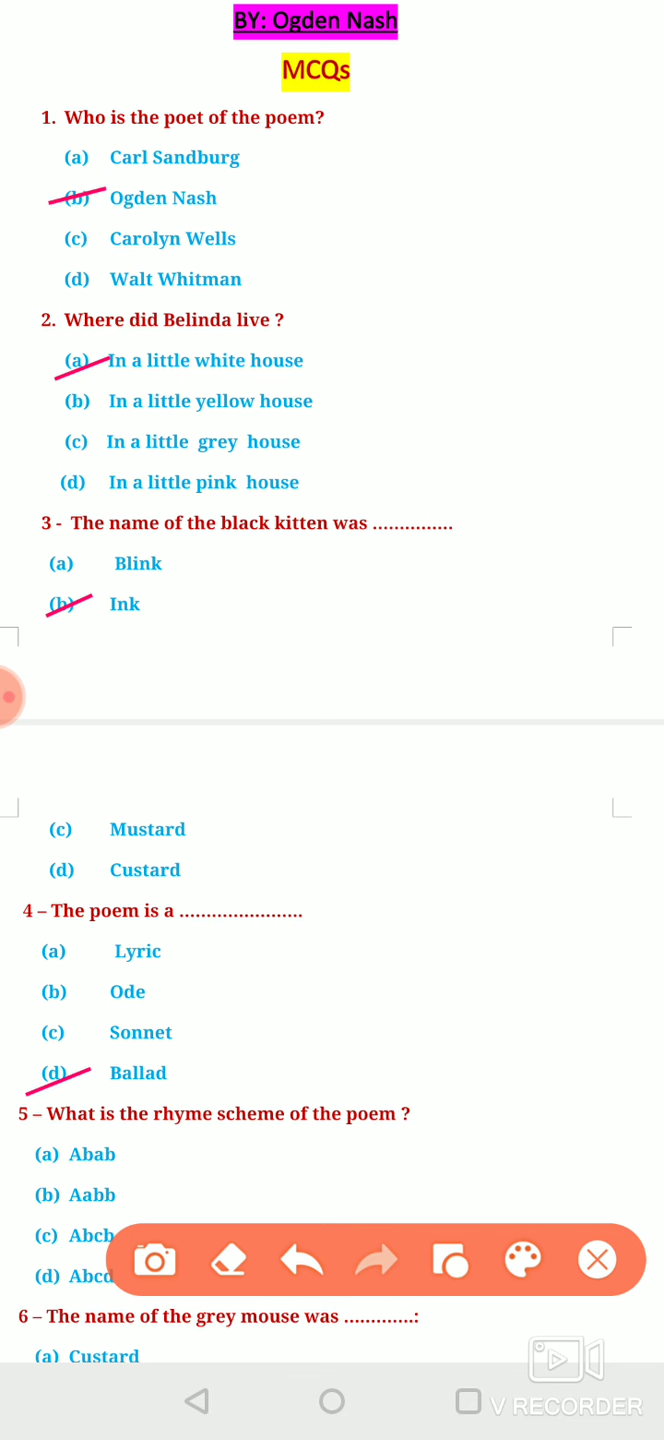 BY: Ogden Nash
MCQs
1. Who is the poet of the poem?
(a) Carl Sandburg
(b) Ogden Nash
(c) Carolyn Wells
(d) Walt Whitman
2. Where did Belinda live ?
(a) In a little white house
(b) In a little yellow house
(c) In a little grey house
(d) In a little pink house
3 - The name of the black kitten was ...............
(a) Blink
(b) Ink
(c) Mustard
(d) Custard
4 – The poem is a .......................
(a) Lyric
(b) Ode
(c) Sonnet
(d) Ballad
5 – What is the rhyme scheme of the poem ?
(a) Abab
(b) Aabb
(c) Abcb
(d) Abcd
6 – The name of the grey mouse was .............:
(a) Custard
V RECORDER